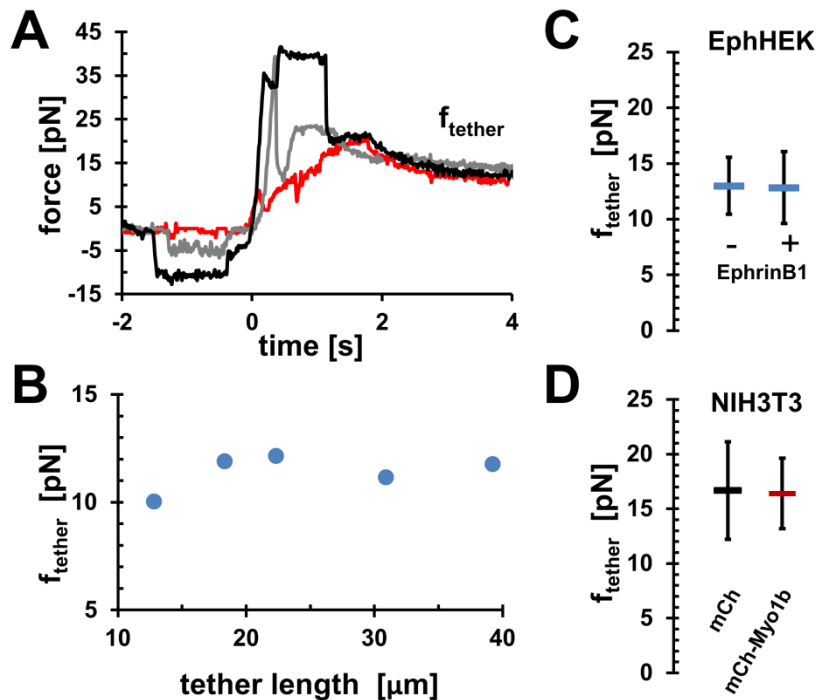 A
45
35
25
15
5
-5
-15
force [pN]
f_tether
-2
0
2
4
time [s]
B
15
10
5
f_tether [pN]
10
20
30
40
tether length [µm]
C
EphHEK
25
20
15
10
5
0
f_tether [pN]
- +
EphrinB1
D
NIH3T3
25
20
15
10
5
0
f_tether [pN]
mCh
mCh-Myo1b